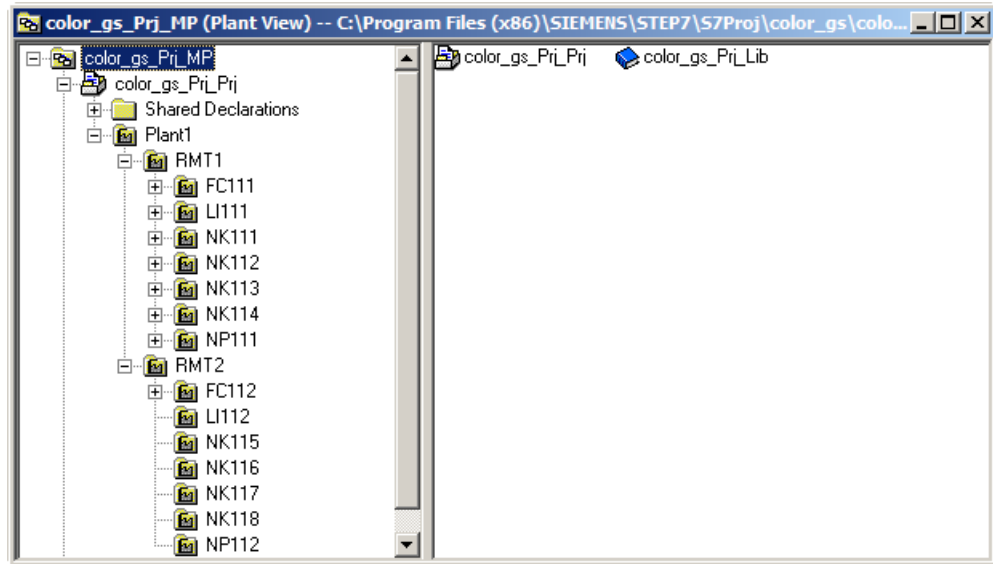 color_gs_Prj_MP (Plant View) -- C:\Program Files (x86)\SIEMENS\STEP7\S7Proj\color_gs\colo...
color_gs_Prj_MP
color_gs_Prj_Prj
Shared Declarations
Plant1
RMT1
FC111
LI111
NK111
NK112
NK113
NK114
NP111
RMT2
FC112
LI112
NK115
NK116
NK117
NK118
NP112
color_gs_Prj_Prj
color_gs_Prj_Lib